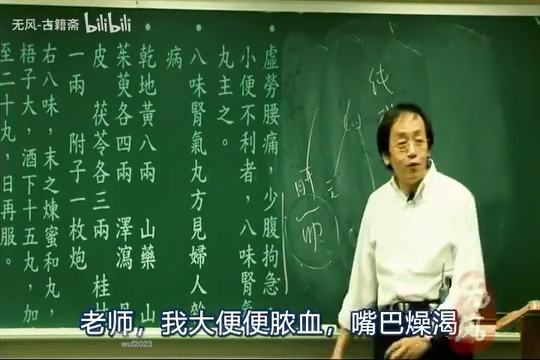 无风-古籍斋 bilibili
虛勞腰痛，少腹拘急
小便不利者，八味腎氣
丸主之。
八味腎氣丸方見婦人雜
病
乾地黃八兩 山藥 山
茱萸各四兩 澤瀉 丹
皮 茯苓各三兩 桂
一兩 附子一枚炮
右八味，末之煉蜜和丸，
梧子大，酒下十五丸，加
至二十丸，日再服。
純
老师，我大便便脓血，嘴巴燥渴
wuf2023